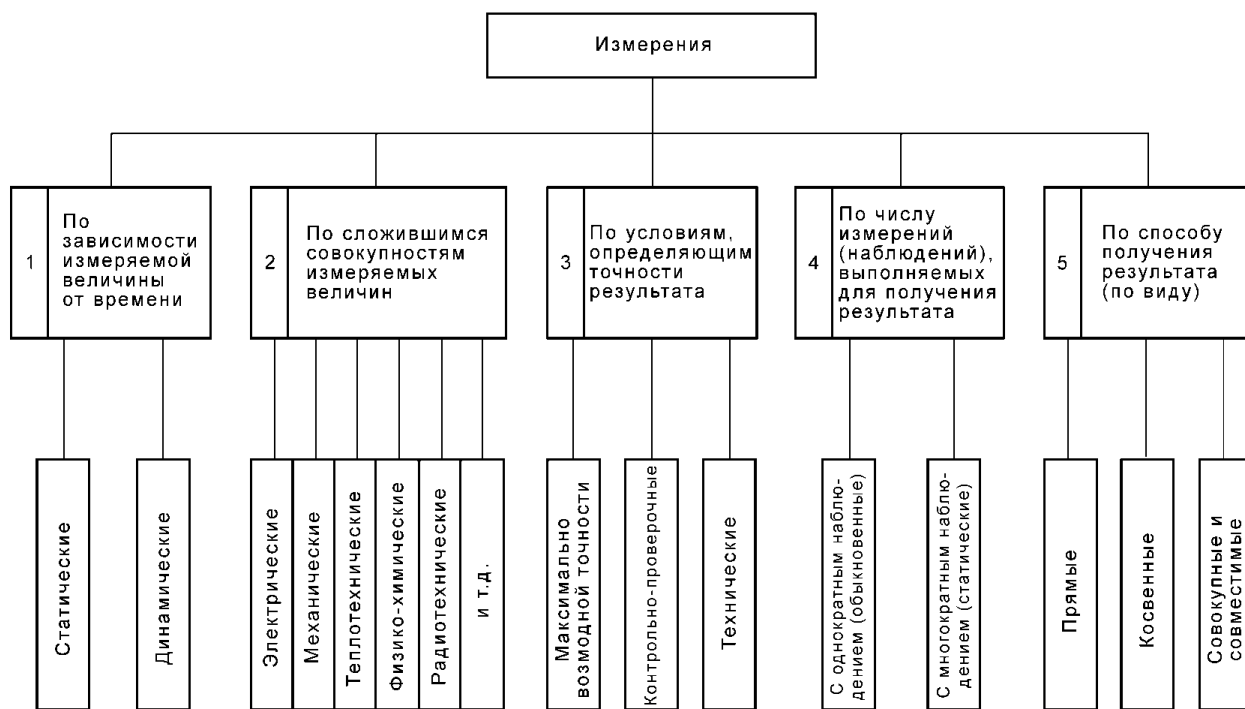 Измерения
1
По
зависимости
измеряемой
величины
от времени
2
По сложившимся
совокупностям
измеряемых
величин
3
По условиям,
определяющим
точности
результата
4
По числу
измерений
(наблюдений),
выполняемых
для получения
результата
5
По способу
получения
результата
(по виду)
Статические
Динамические
Электрические
Механические
Теплотехнические
Физико-химические
Радиотехнические
и т.д.
Максимально
возмодной точности
Контрольно-проверочные
Технические
С однократным наблю-
дением (обыкновенные)
С многократным наблю-
дением (статические)
Прямые
Косвенные
Совокупные и
совместимые